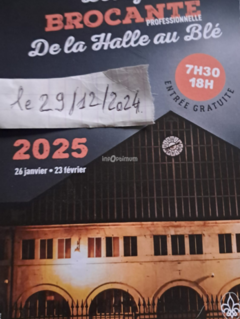 BROCANTE
PROFESSIONNELLE
De la Halle au Blé
7H30
18H
ENTRÉE GRATUITE
le 29/12/2024
2025
26 janvier • 23 février